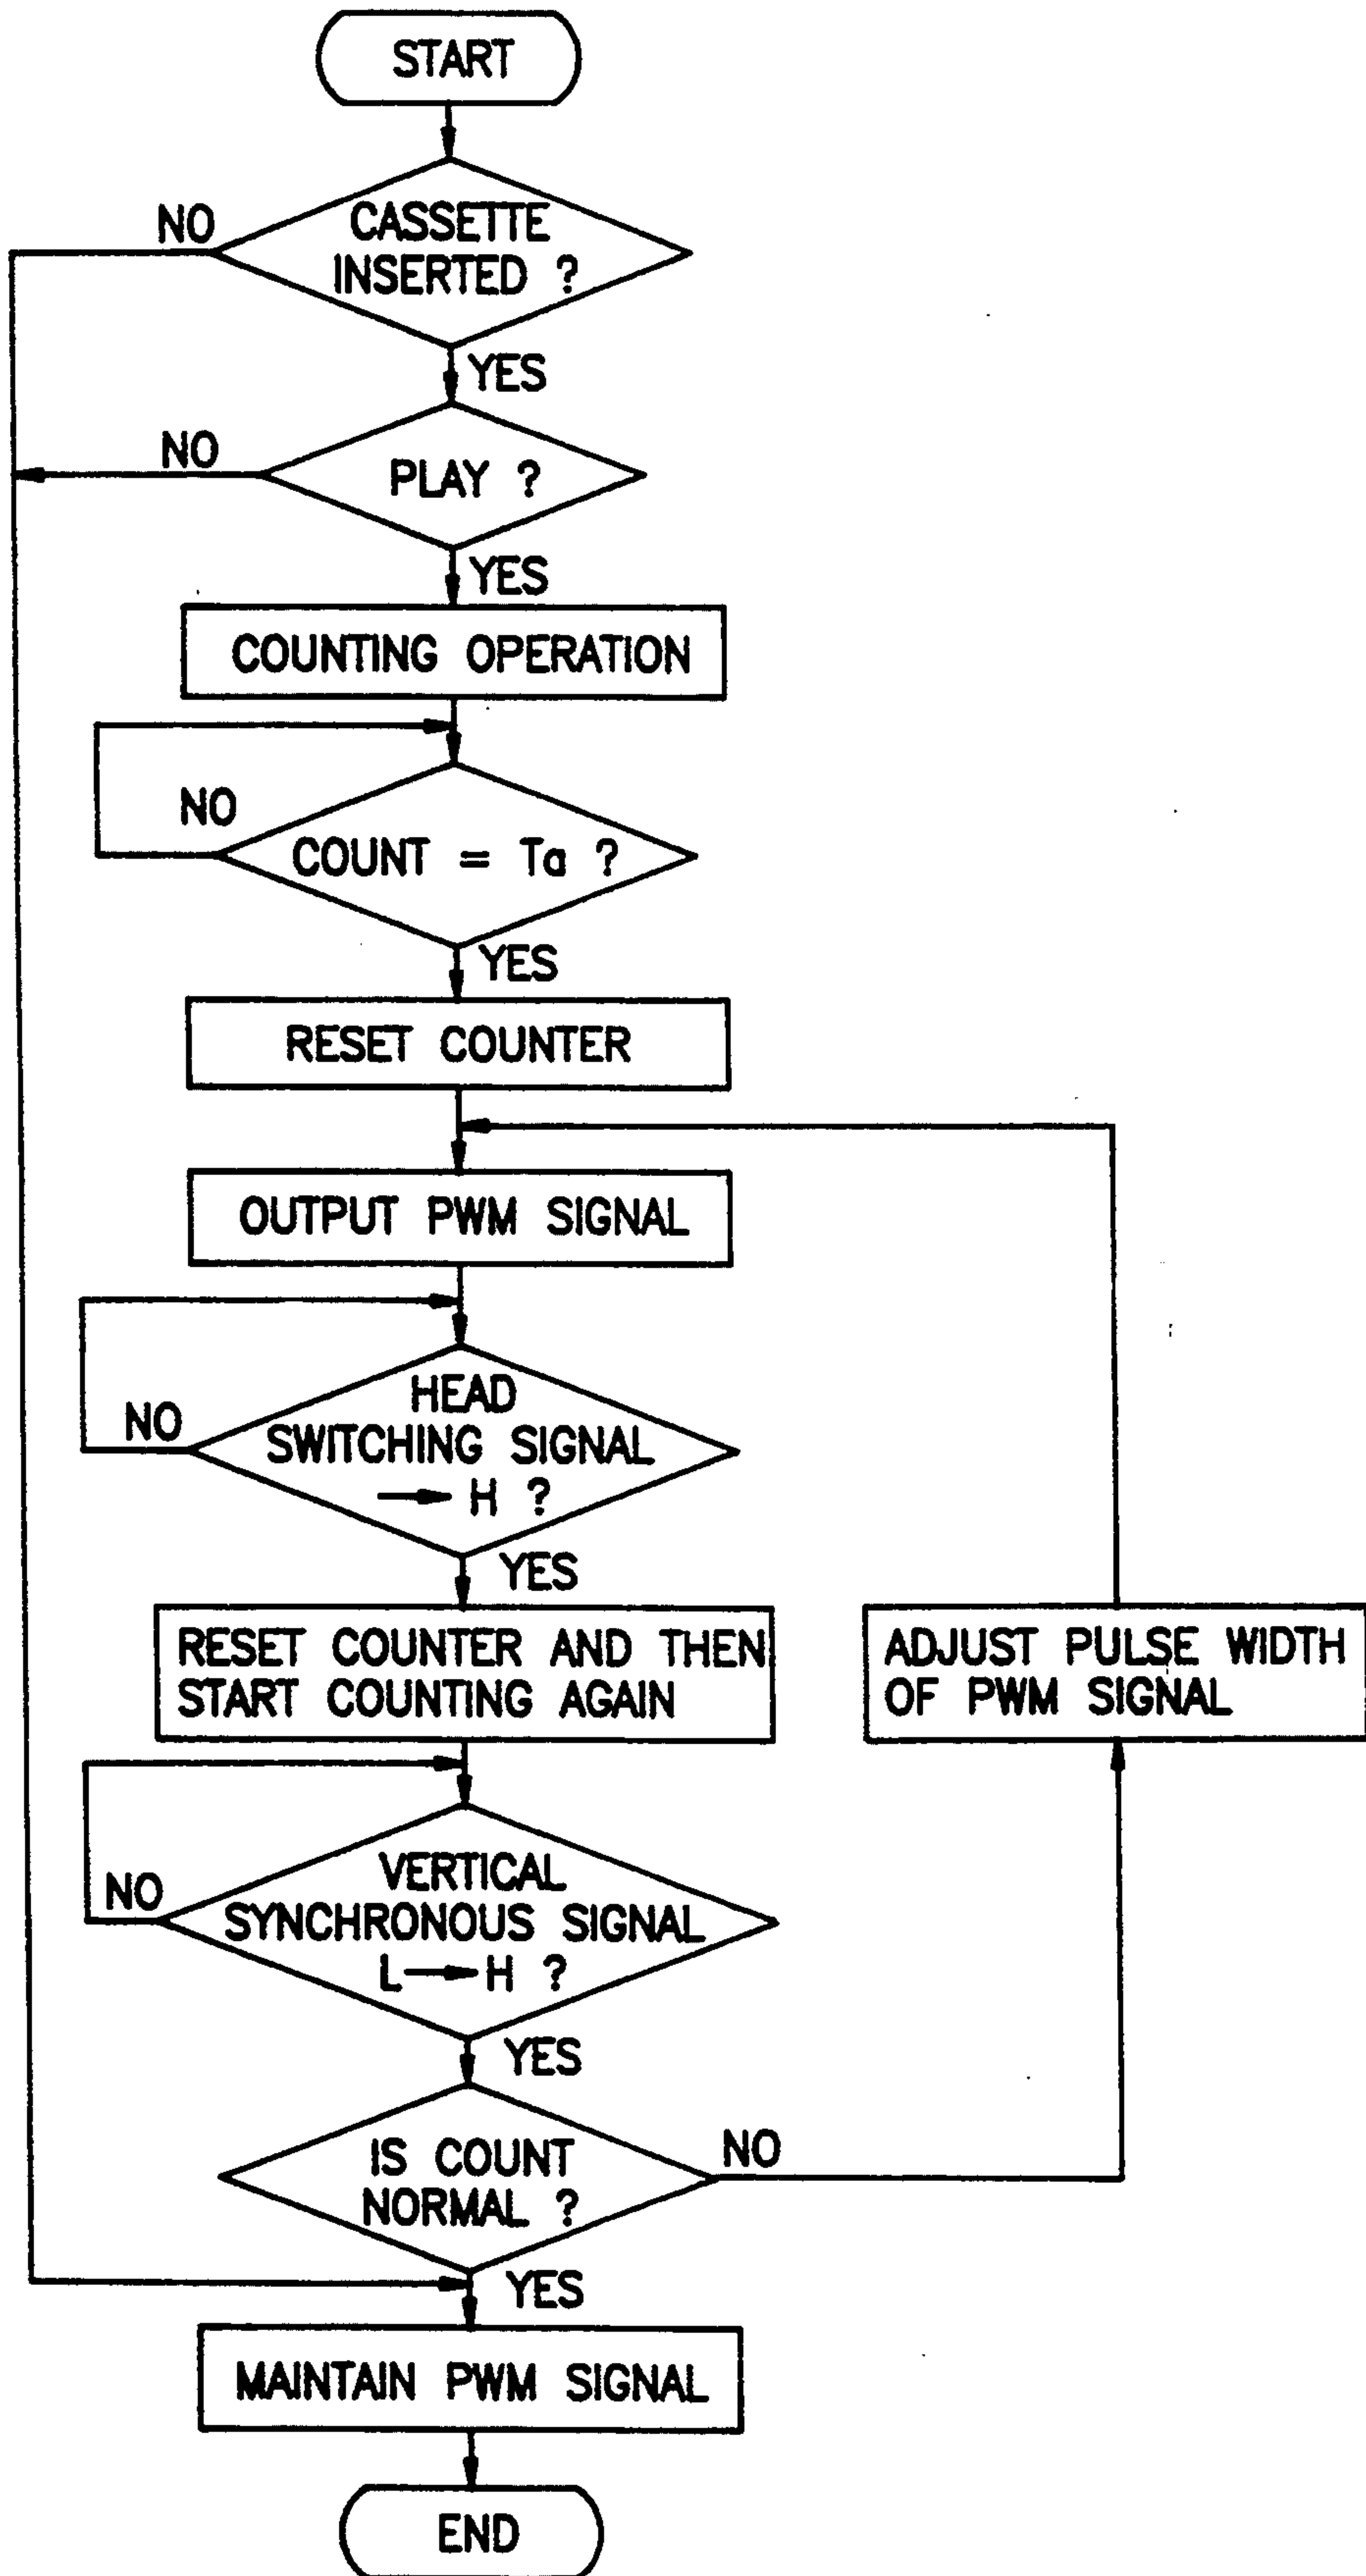 START
NO
CASSETTE
INSERTED ?
YES
NO
PLAY ?
YES
COUNTING OPERATION
NO
COUNT = Ta ?
YES
RESET COUNTER
OUTPUT PWM SIGNAL
NO
HEAD
SWITCHING SIGNAL
→ H ?
YES
RESET COUNTER AND THEN
START COUNTING AGAIN
ADJUST PULSE WIDTH
OF PWM SIGNAL
NO
VERTICAL
SYNCHRONOUS SIGNAL
L→H ?
YES
IS COUNT
NORMAL ?
NO
YES
MAINTAIN PWM SIGNAL
END